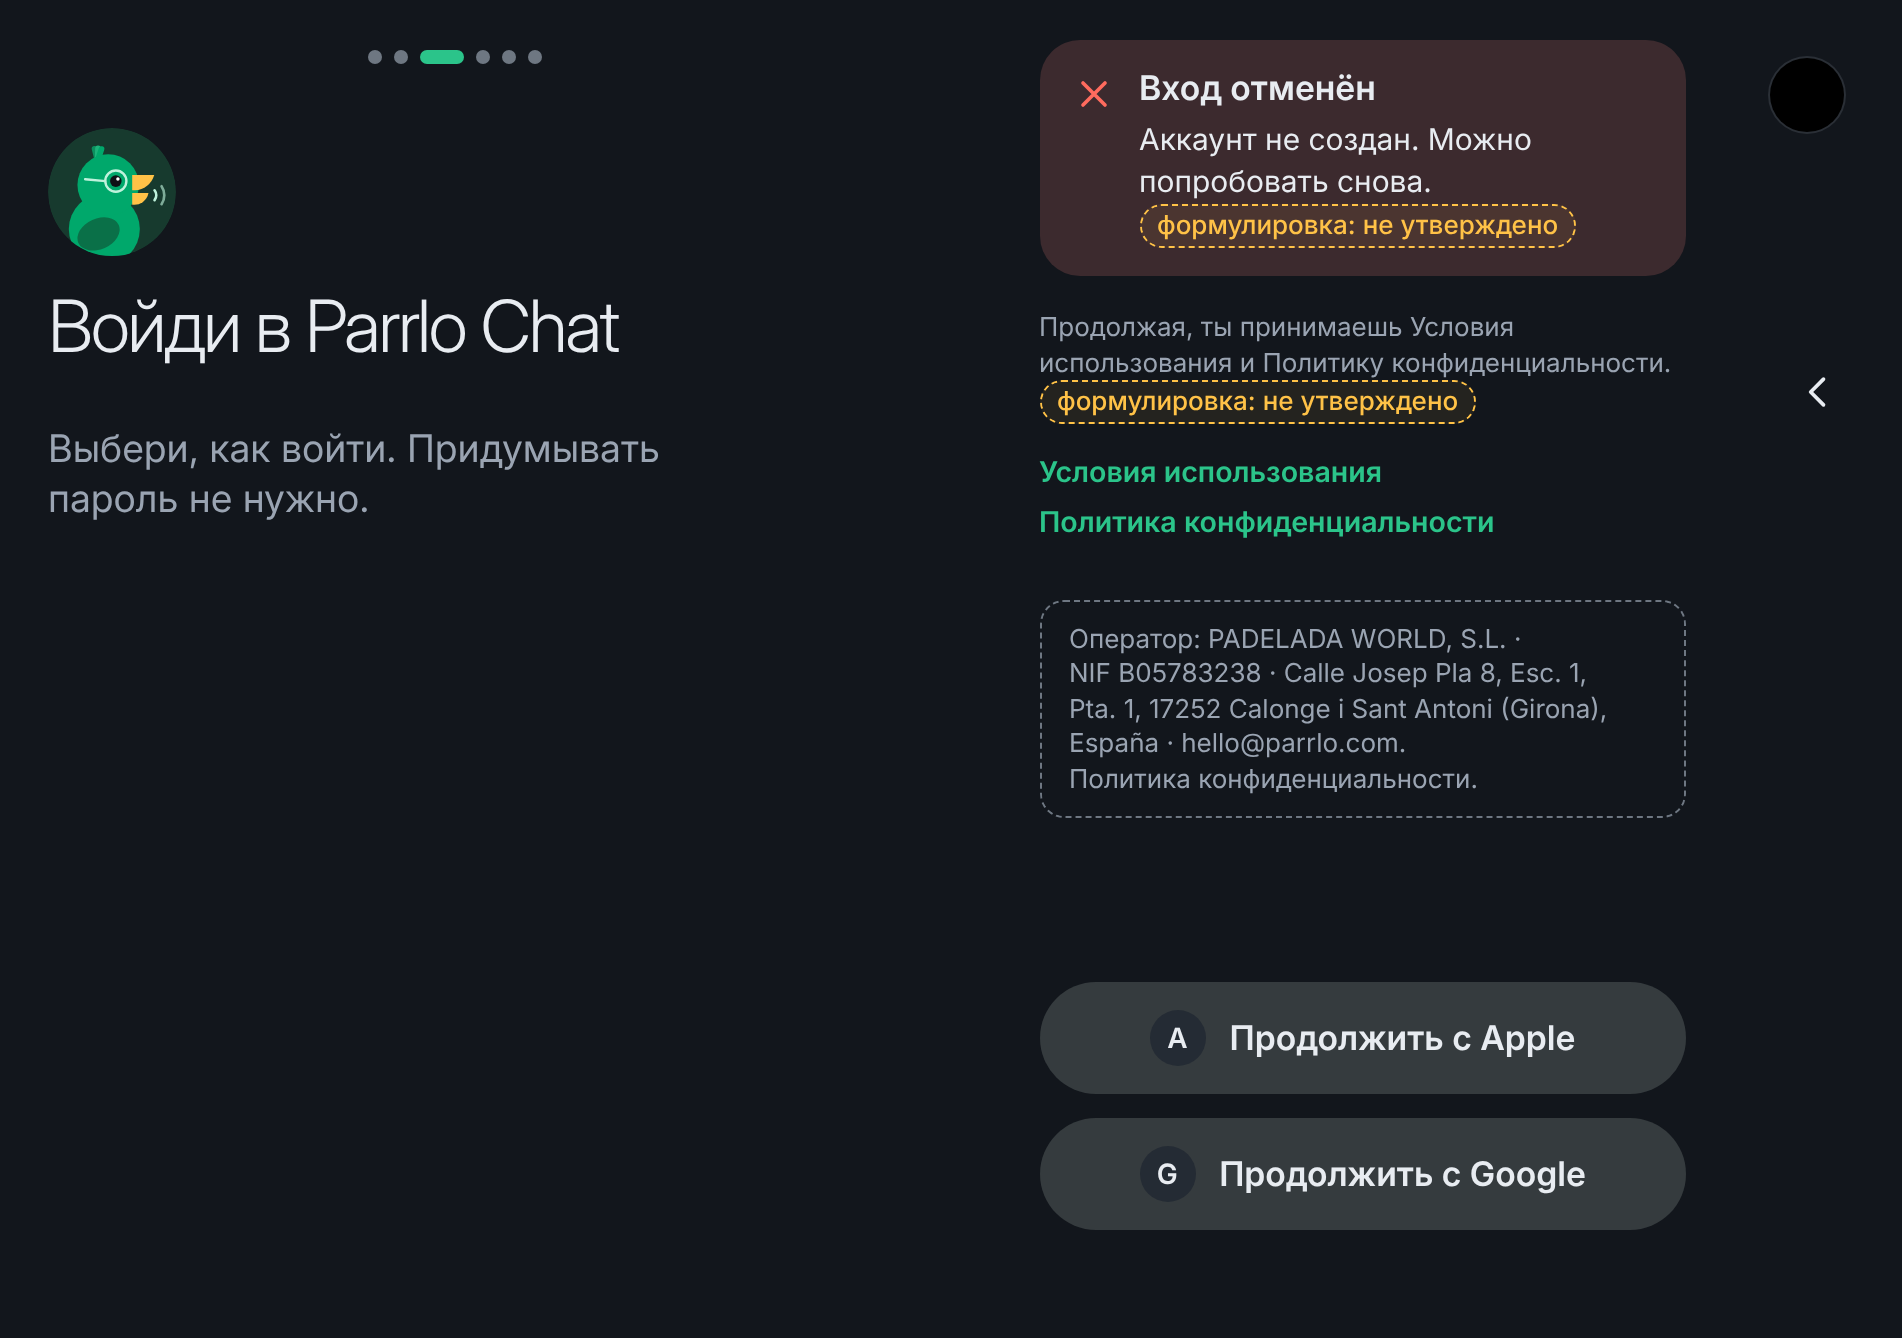 Войди в Parrlo Chat
Выбери, как войти. Придумывать
пароль не нужно.
Вход отменён
Аккаунт не создан. Можно
попробовать снова.
формулировка: не утверждено
Продолжая, ты принимаешь Условия
использования и Политику конфиденциальности.
формулировка: не утверждено
Условия использования
Политика конфиденциальности
Оператор: PADELADA WORLD, S.L. ·
NIF B05783238 · Calle Josep Pla 8, Esc. 1,
Pta. 1, 17252 Calonge i Sant Antoni (Girona),
España · hello@parrlo.com.
Политика конфиденциальности.
A Продолжить с Apple
G Продолжить с Google